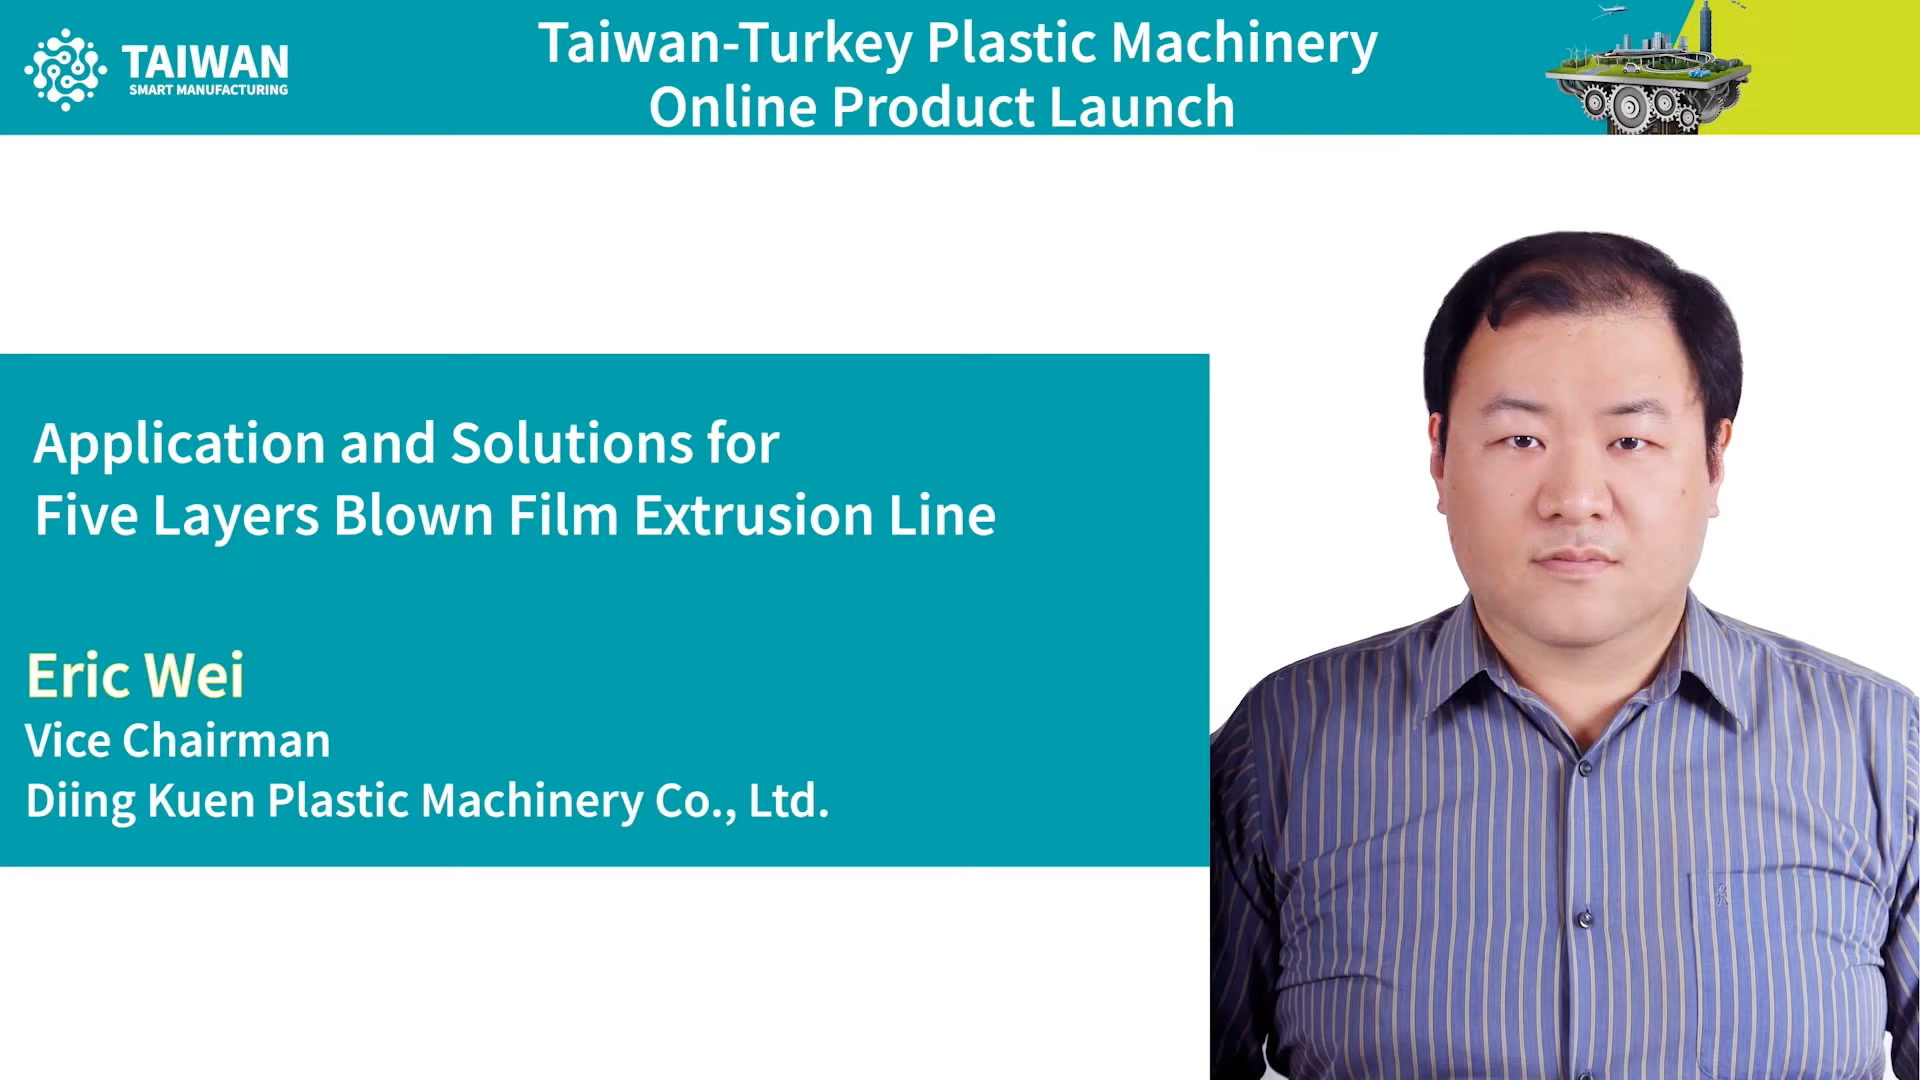 TAIWAN
SMART MANUFACTURING
Taiwan-Turkey Plastic Machinery
Online Product Launch
Application and Solutions for
Five Layers Blown Film Extrusion Line
Eric Wei
Vice Chairman
Diing Kuen Plastic Machinery Co., Ltd.